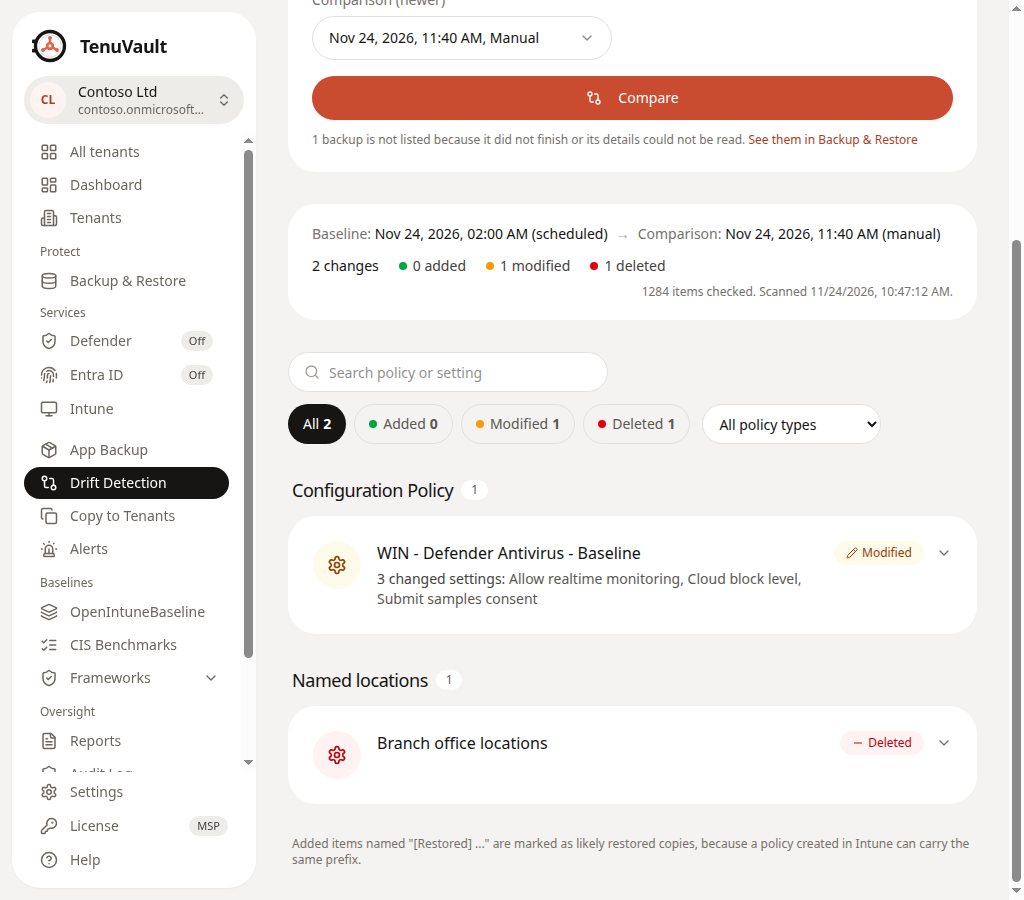 TenuVault
CL
Contoso Ltd
contoso.onmicrosoft...
All tenants
Dashboard
Tenants
Protect
Backup & Restore
Services
Defender Off
Entra ID Off
Intune
App Backup
Drift Detection
Copy to Tenants
Alerts
Baselines
OpenIntuneBaseline
CIS Benchmarks
Frameworks
Oversight
Reports
Audit Log
Settings
License MSP
Help
Comparison (newer)
Nov 24, 2026, 11:40 AM, Manual
Compare
1 backup is not listed because it did not finish or its details could not be read. See them in Backup & Restore
Baseline: Nov 24, 2026, 02:00 AM (scheduled) → Comparison: Nov 24, 2026, 11:40 AM (manual)
2 changes 0 added 1 modified 1 deleted
1284 items checked. Scanned 11/24/2026, 10:47:12 AM.
Search policy or setting
All 2 Added 0 Modified 1 Deleted 1 All policy types
Configuration Policy 1
WIN - Defender Antivirus - Baseline Modified
3 changed settings: Allow realtime monitoring, Cloud block level,
Submit samples consent
Named locations 1
Branch office locations Deleted
Added items named "[Restored] ..." are marked as likely restored copies, because a policy created in Intune can carry the
same prefix.